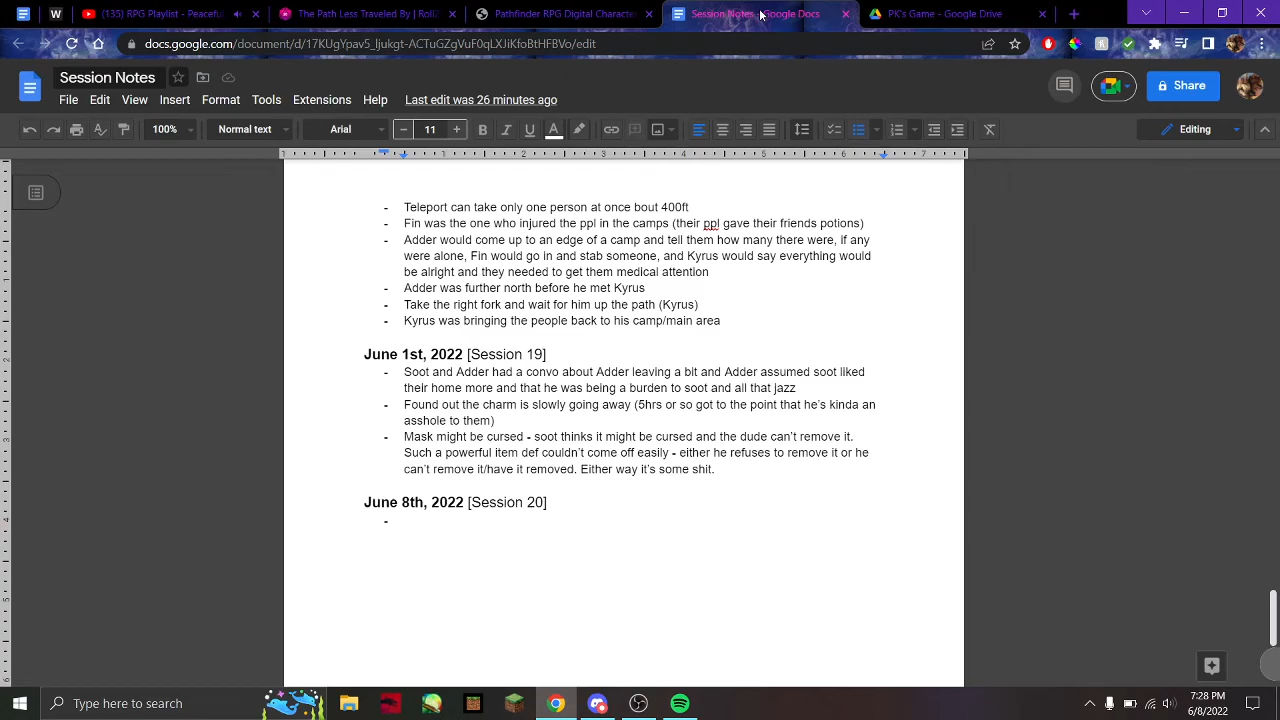 (135) RPG Playlist - Peaceful
The Path Less Traveled By | Roll2
Pathfinder RPG Digital Character
Session Notes - Google Docs
PK's Game - Google Drive
docs.google.com/document/d/17KUgYpav5_Ijukgt-ACTuGZgVuF0qLXJiKfoBtHFBVo/edit
Session Notes
File Edit View Insert Format Tools Extensions Help Last edit was 26 minutes ago
Share
100% Normal text Arial 11 Editing
1 1 2 3 4 5 6 7
- Teleport can take only one person at once bout 400ft
- Fin was the one who injured the ppl in the camps (their ppl gave their friends potions)
- Adder would come up to an edge of a camp and tell them how many there were, if any
were alone, Fin would go in and stab someone, and Kyrus would say everything would
be alright and they needed to get them medical attention
- Adder was further north before he met Kyrus
- Take the right fork and wait for him up the path (Kyrus)
- Kyrus was bringing the people back to his camp/main area
June 1st, 2022 [Session 19]
- Soot and Adder had a convo about Adder leaving a bit and Adder assumed soot liked
their home more and that he was being a burden to soot and all that jazz
- Found out the charm is slowly going away (5hrs or so got to the point that he's kinda an
asshole to them)
- Mask might be cursed - soot thinks it might be cursed and the dude can't remove it.
Such a powerful item def couldn't come off easily - either he refuses to remove it or he
can't remove it/have it removed. Either way it's some shit.
June 8th, 2022 [Session 20]
-
Type here to search
7:28 PM
6/8/2022